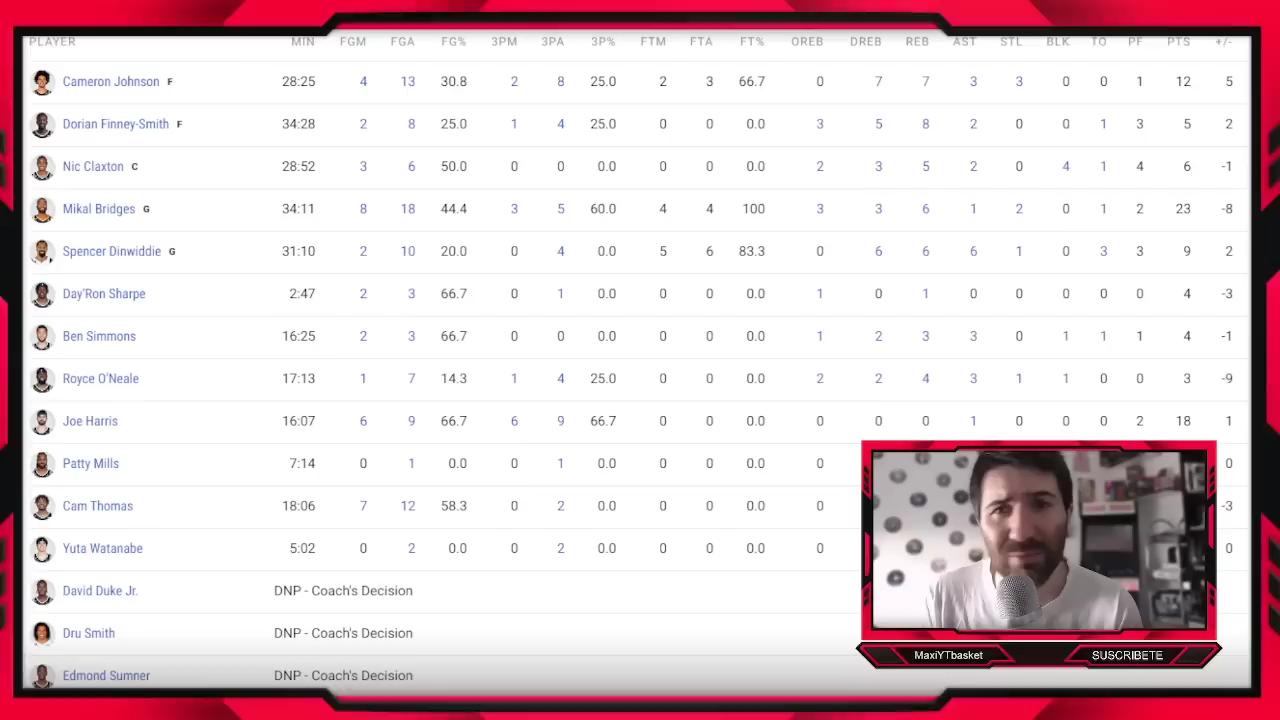 PLAYER MIN FGM FGA FG% 3PM 3PA 3P% FTM FTA FT% OREB DREB REB AST STL BLK TO PF PTS +/-
Cameron Johnson F 28:25 4 13 30.8 2 8 25.0 2 3 66.7 0 7 7 3 3 0 0 1 12 5
Dorian Finney-Smith F 34:28 2 8 25.0 1 4 25.0 0 0 0.0 3 5 8 2 0 0 1 3 5 2
Nic Claxton C 28:52 3 6 50.0 0 0 0.0 0 0 0.0 2 3 5 2 0 4 1 4 6 -1
Mikal Bridges G 34:11 8 18 44.4 3 5 60.0 4 4 100 3 3 6 1 2 0 1 2 23 -8
Spencer Dinwiddie G 31:10 2 10 20.0 0 4 0.0 5 6 83.3 0 6 6 6 1 0 3 3 9 2
Day'Ron Sharpe 2:47 2 3 66.7 0 1 0.0 0 0 0.0 1 0 1 0 0 0 0 0 4 -3
Ben Simmons 16:25 2 3 66.7 0 0 0.0 0 0 0.0 1 2 3 3 0 1 1 1 4 -1
Royce O'Neale 17:13 1 7 14.3 1 4 25.0 0 0 0.0 2 2 4 3 1 1 0 0 3 -9
Joe Harris 16:07 6 9 66.7 6 9 66.7 0 0 0.0 0 0 0 1 0 0 0 2 18 1
Patty Mills 7:14 0 1 0.0 0 1 0.0 0 0 0.0 0 0
Cam Thomas 18:06 7 12 58.3 0 2 0.0 0 0 0.0 0 -3
Yuta Watanabe 5:02 0 2 0.0 0 2 0.0 0 0 0.0 0 0
David Duke Jr. DNP - Coach's Decision
Dru Smith DNP - Coach's Decision
Edmond Sumner DNP - Coach's Decision
MaxiYTbasket
SUSCRIBETE